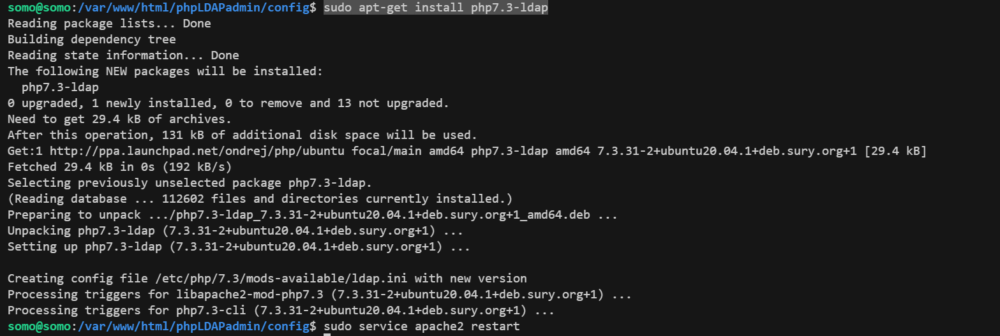 somo@somo:/var/www/html/phpLDAPadmin/config$ sudo apt-get install php7.3-ldap
Reading package lists... Done
Building dependency tree
Reading state information... Done
The following NEW packages will be installed:
  php7.3-ldap
0 upgraded, 1 newly installed, 0 to remove and 13 not upgraded.
Need to get 29.4 kB of archives.
After this operation, 131 kB of additional disk space will be used.
Get:1 http://ppa.launchpad.net/ondrej/php/ubuntu focal/main amd64 php7.3-ldap amd64 7.3.31-2+ubuntu20.04.1+deb.sury.org+1 [29.4 kB]
Fetched 29.4 kB in 0s (192 kB/s)
Selecting previously unselected package php7.3-ldap.
(Reading database ... 112602 files and directories currently installed.)
Preparing to unpack .../php7.3-ldap_7.3.31-2+ubuntu20.04.1+deb.sury.org+1_amd64.deb ...
Unpacking php7.3-ldap (7.3.31-2+ubuntu20.04.1+deb.sury.org+1) ...
Setting up php7.3-ldap (7.3.31-2+ubuntu20.04.1+deb.sury.org+1) ...

Creating config file /etc/php/7.3/mods-available/ldap.ini with new version
Processing triggers for libapache2-mod-php7.3 (7.3.31-2+ubuntu20.04.1+deb.sury.org+1) ...
Processing triggers for php7.3-cli (7.3.31-2+ubuntu20.04.1+deb.sury.org+1) ...
somo@somo:/var/www/html/phpLDAPadmin/config$ sudo service apache2 restart